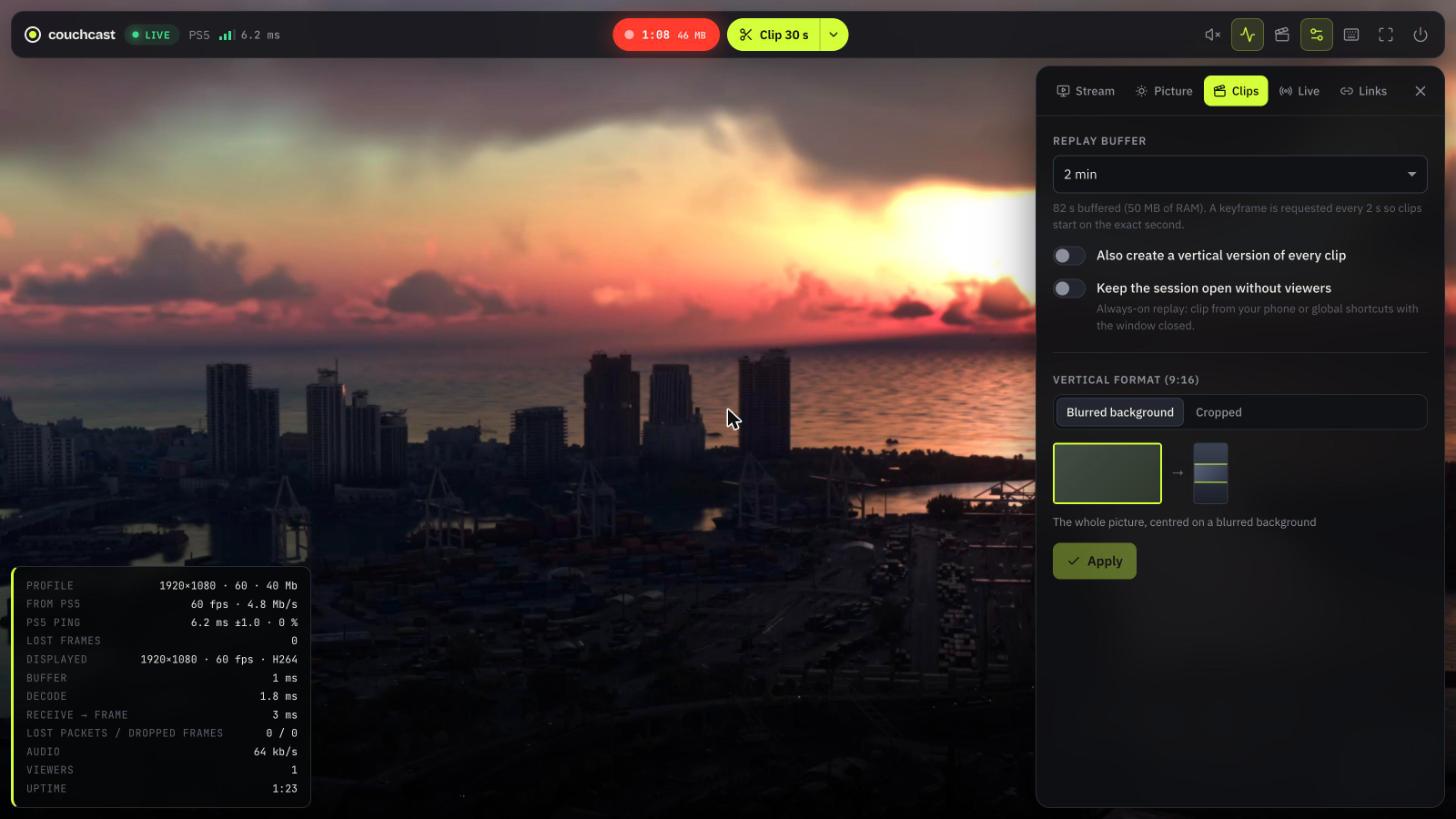 couchcast
LIVE
PS5
6.2 ms
1:08 46 MB
Clip 30 s
Stream
Picture
Clips
Live
Links
REPLAY BUFFER
2 min
82 s buffered (50 MB of RAM). A keyframe is requested every 2 s so clips
start on the exact second.
Also create a vertical version of every clip
Keep the session open without viewers
Always-on replay: clip from your phone or global shortcuts with
the window closed.
VERTICAL FORMAT (9:16)
Blurred background
Cropped
→
The whole picture, centred on a blurred background
Apply
PROFILE 1920×1080 · 60 · 40 Mb
FROM PS5 60 fps · 4.8 Mb/s
PS5 PING 6.2 ms ±1.0 · 0 %
LOST FRAMES 0
DISPLAYED 1920×1080 · 60 fps · H264
BUFFER 1 ms
DECODE 1.8 ms
RECEIVE → FRAME 3 ms
LOST PACKETS / DROPPED FRAMES 0 / 0
AUDIO 64 kb/s
VIEWERS 1
UPTIME 1:23